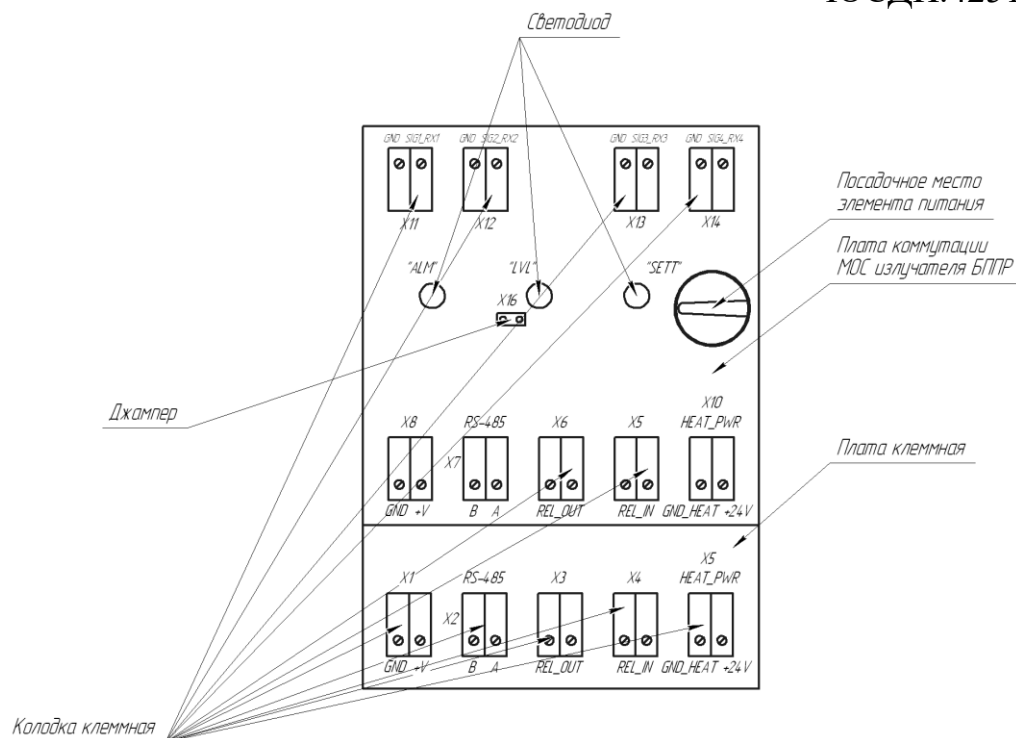 Светодиод
GND SIG1_RX1 GND SIG2_RX2 GND SIG3_RX3 GND SIG4_RX4
X11 X12 X13 X14
Посадочное место
элемента питания
Плата коммутации
МОС излучателя БППР
"ALM" "LVL" "SETT"
X16
Джампер
X10
X8 RS-485 X6 X5 HEAT_PWR
X7
Плата клеммная
GND +V B A REL_OUT REL_IN GND_HEAT +24V
X5
X1 RS-485 X3 X4 HEAT_PWR
X2
GND +V B A REL_OUT REL_IN GND_HEAT +24V
Колодка клеммная